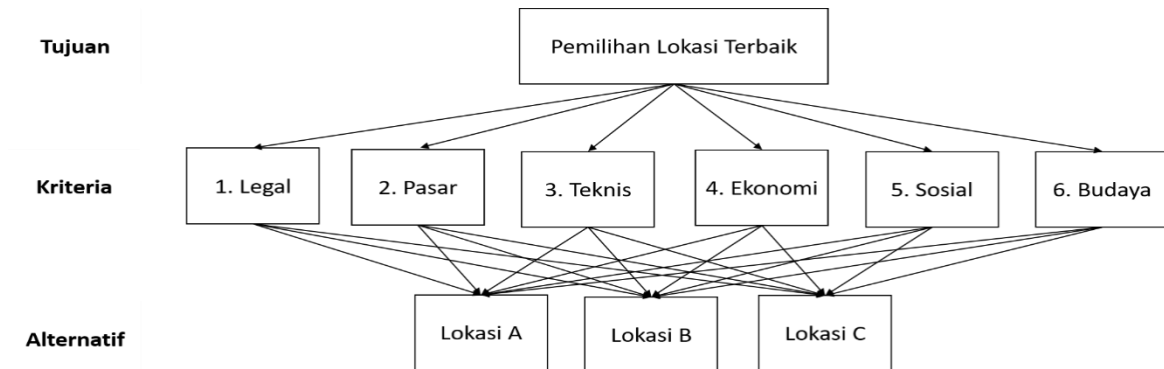 Tujuan
Pemilihan Lokasi Terbaik
Kriteria
1. Legal
2. Pasar
3. Teknis
4. Ekonomi
5. Sosial
6. Budaya
Alternatif
Lokasi A
Lokasi B
Lokasi C